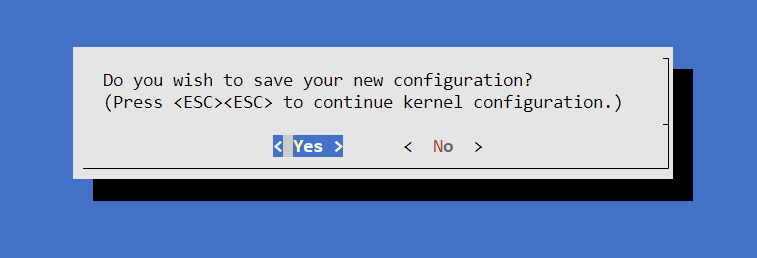 Do you wish to save your new configuration?
(Press <ESC><ESC> to continue kernel configuration.)
< Yes > < No >